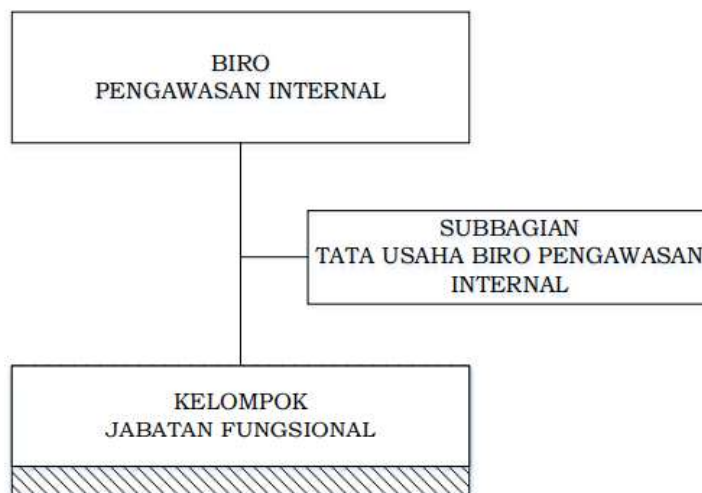 BIRO
PENGAWASAN INTERNAL
SUBBAGIAN
TATA USAHA BIRO PENGAWASAN
INTERNAL
KELOMPOK
JABATAN FUNGSIONAL